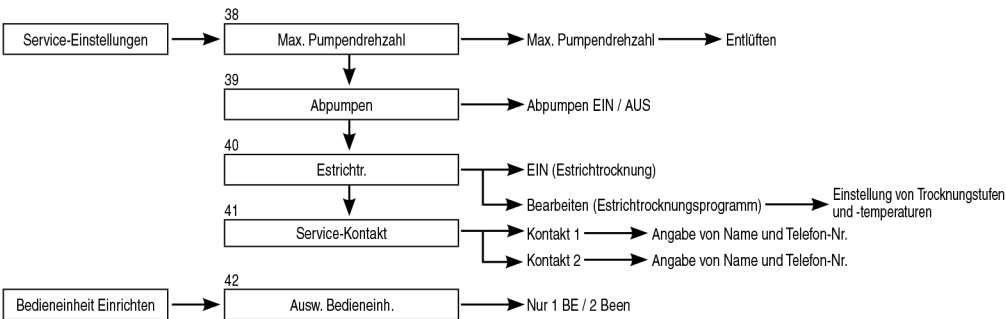 38
Service-Einstellungen
Max. Pumpendrehzahl
Max. Pumpendrehzahl
Entlüften
39
Abpumpen
Abpumpen EIN / AUS
40
Estrichtr.
EIN (Estrichtrocknung)
Bearbeiten (Estrichtrocknungsprogramm)
Einstellung von Trocknungstufen
und -temperaturen
41
Service-Kontakt
Kontakt 1
Angabe von Name und Telefon-Nr.
Kontakt 2
Angabe von Name und Telefon-Nr.
42
Bedieneinheit Einrichten
Ausw. Bedieneinh.
Nur 1 BE / 2 Been